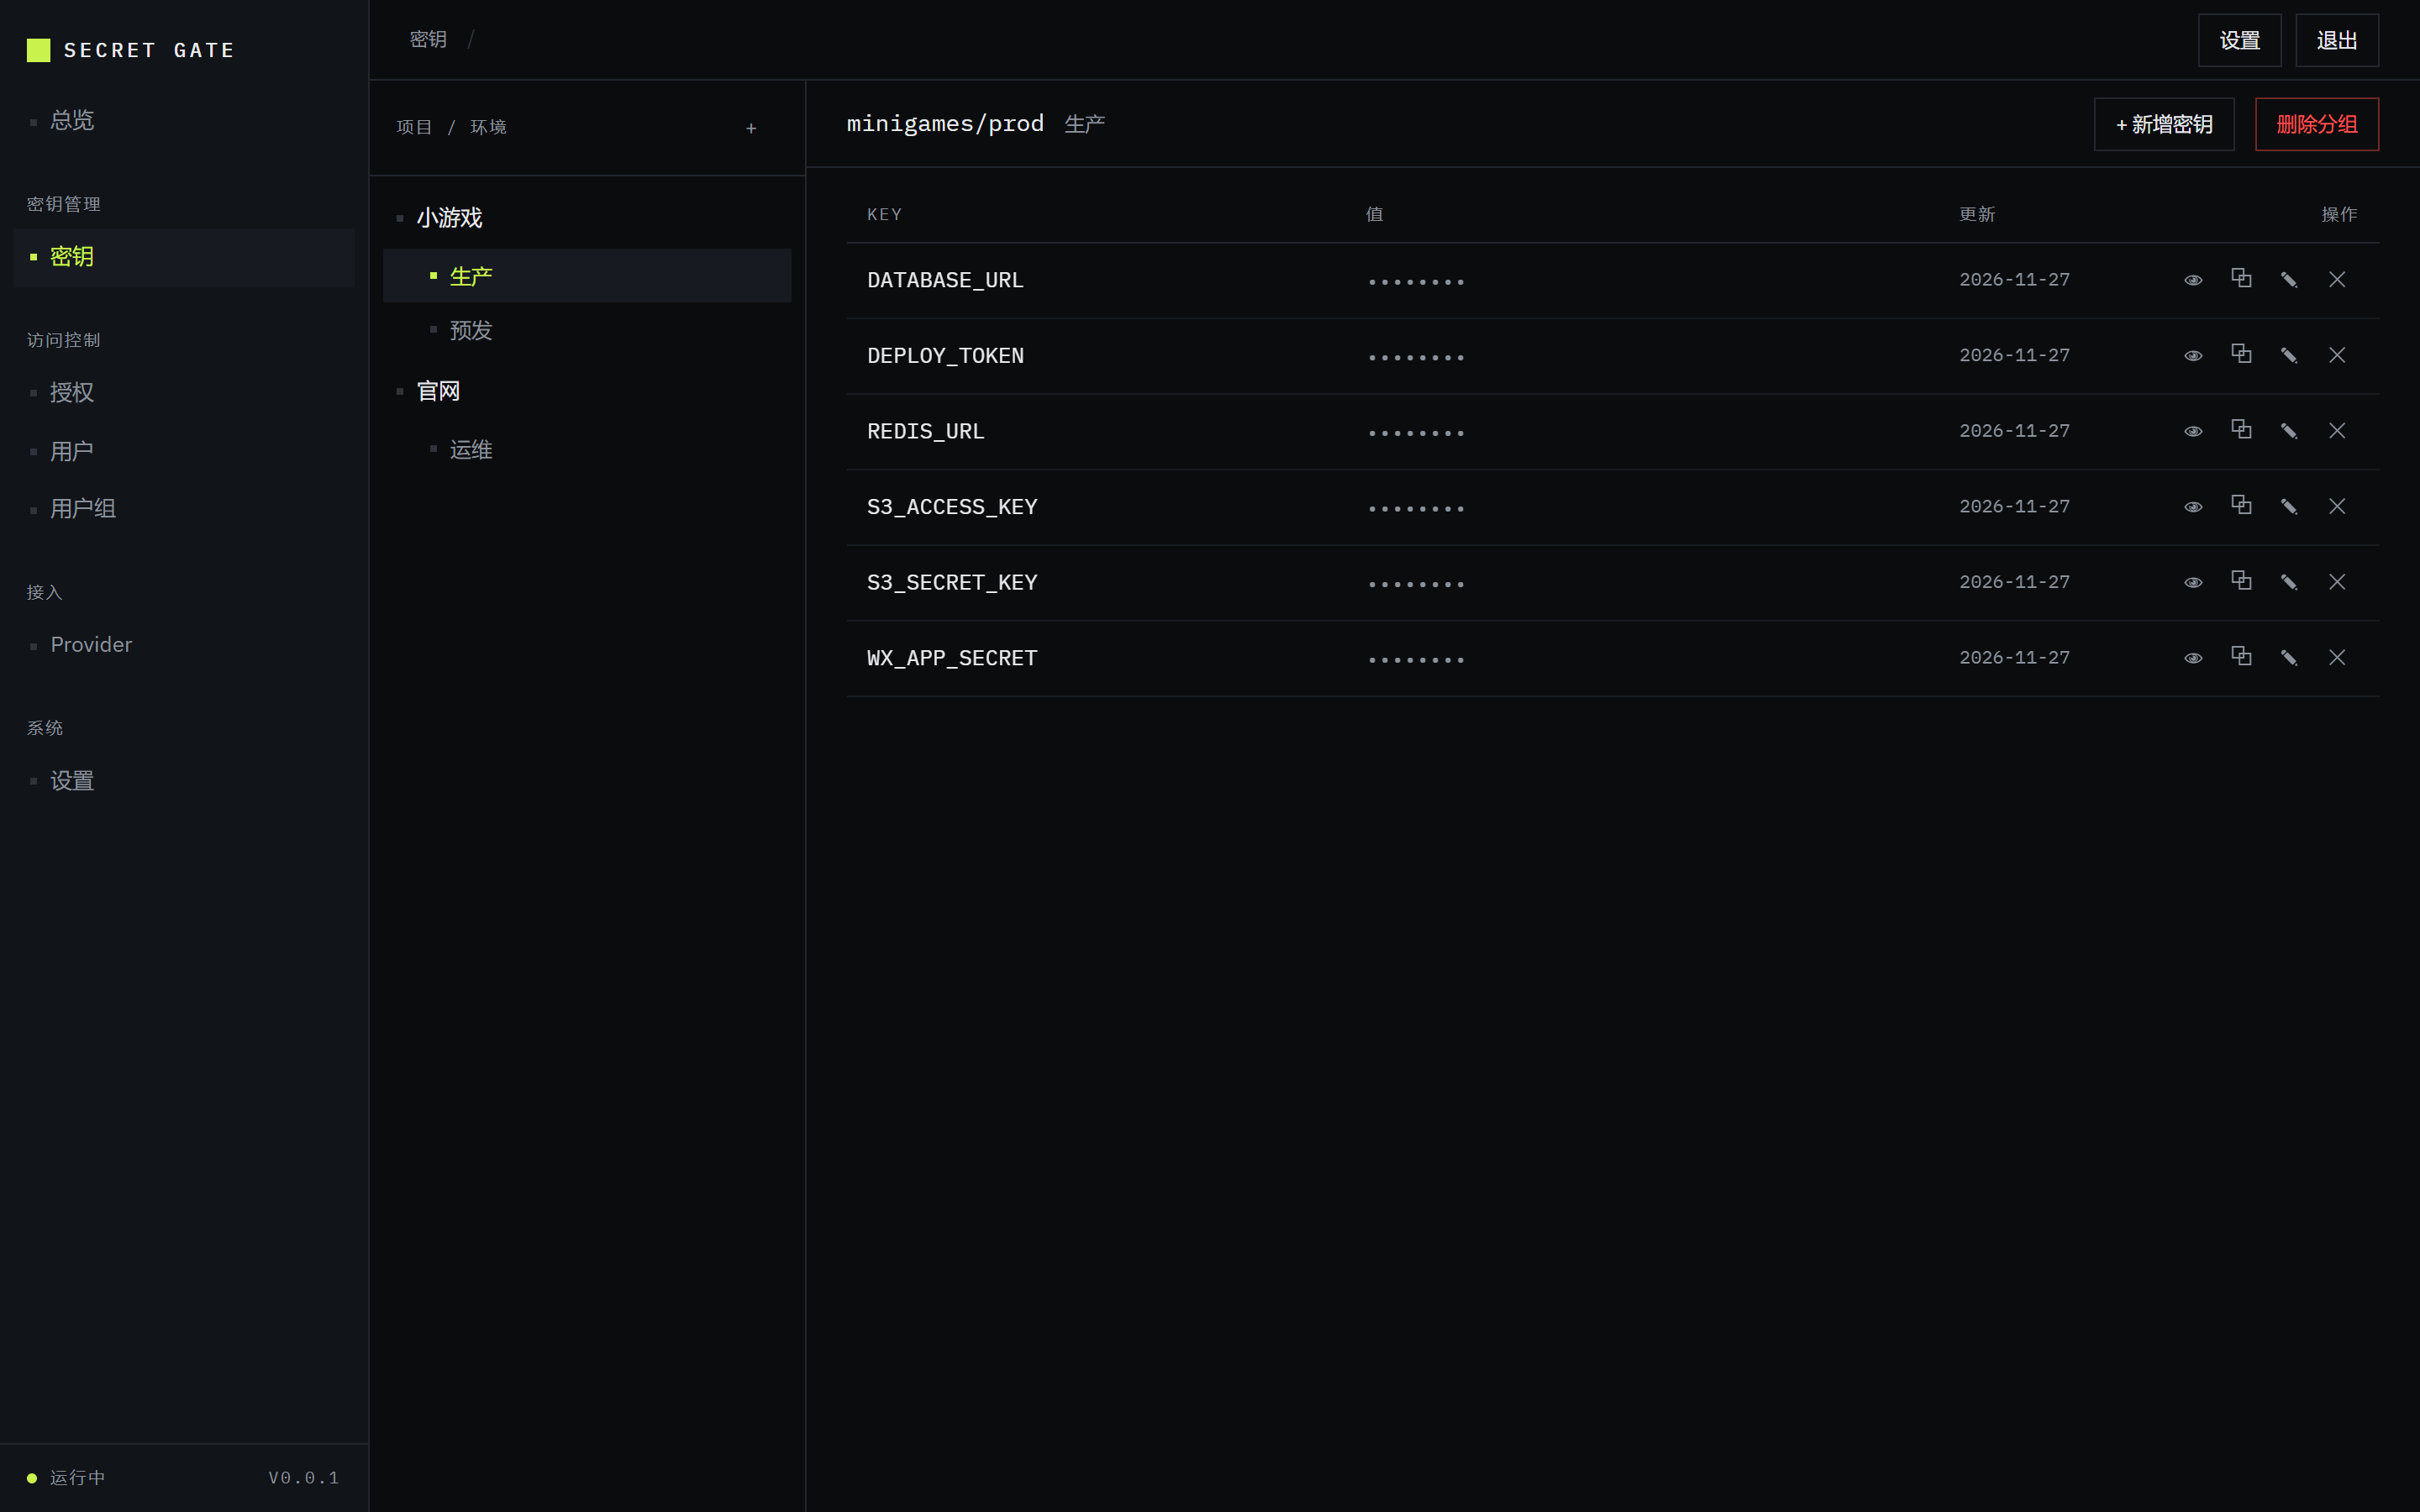 SECRET GATE
总览
密钥管理
密钥
访问控制
授权
用户
用户组
接入
Provider
系统
设置
运行中 V0.0.1
密钥 /
设置 退出
项目 / 环境 +
小游戏
生产
预发
官网
运维
minigames/prod 生产
+ 新增密钥 删除分组
KEY 值 更新 操作
DATABASE_URL •••••••• 2026-11-27
DEPLOY_TOKEN •••••••• 2026-11-27
REDIS_URL •••••••• 2026-11-27
S3_ACCESS_KEY •••••••• 2026-11-27
S3_SECRET_KEY •••••••• 2026-11-27
WX_APP_SECRET •••••••• 2026-11-27